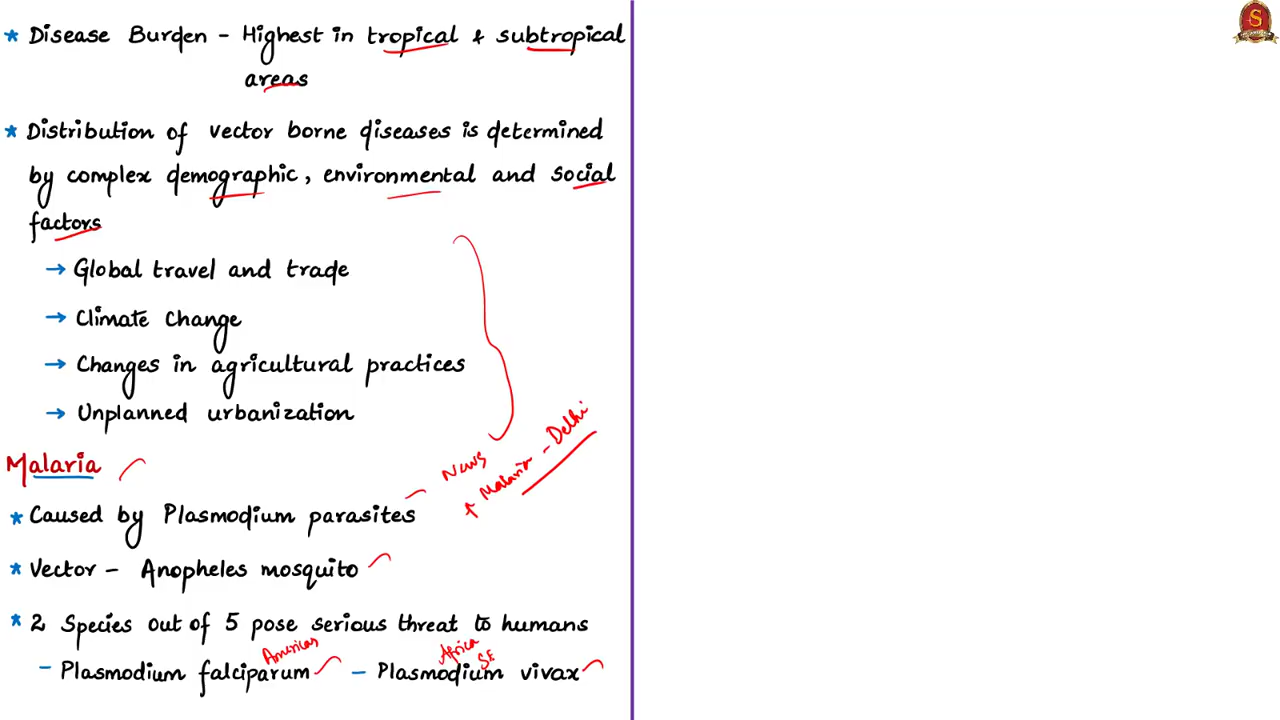 * Disease Burden - Highest in tropical & subtropical
areas
* Distribution of vector borne diseases is determined
by complex demographic, environmental and social
factors
→ Global travel and trade
→ Climate change
→ Changes in agricultural practices
→ Unplanned urbanization
Malaria
News
↑ Malaria - Delhi
* Caused by Plasmodium parasites
* Vector - Anopheles mosquito
* 2 Species out of 5 pose serious threat to humans
Americas
Africa
SE
- Plasmodium falciparum - Plasmodium vivax
S